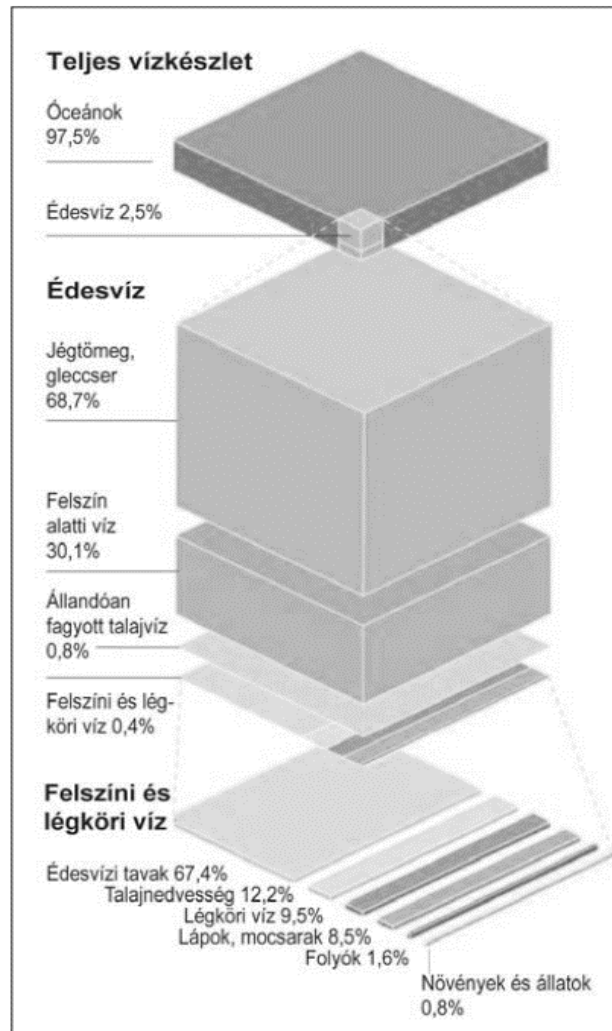 Teljes vízkészlet
Óceánok
97,5%
Édesvíz 2,5%
Édesvíz
Jégtömeg,
gleccser
68,7%
Felszín
alatti víz
30,1%
Állandóan
fagyott talajvíz
0,8%
Felszíni és lég-
köri víz 0,4%
Felszíni és
légköri víz
Édesvízi tavak 67,4%
Talajnedvesség 12,2%
Légköri víz 9,5%
Lápok, mocsarak 8,5%
Folyók 1,6%
Növények és állatok
0,8%